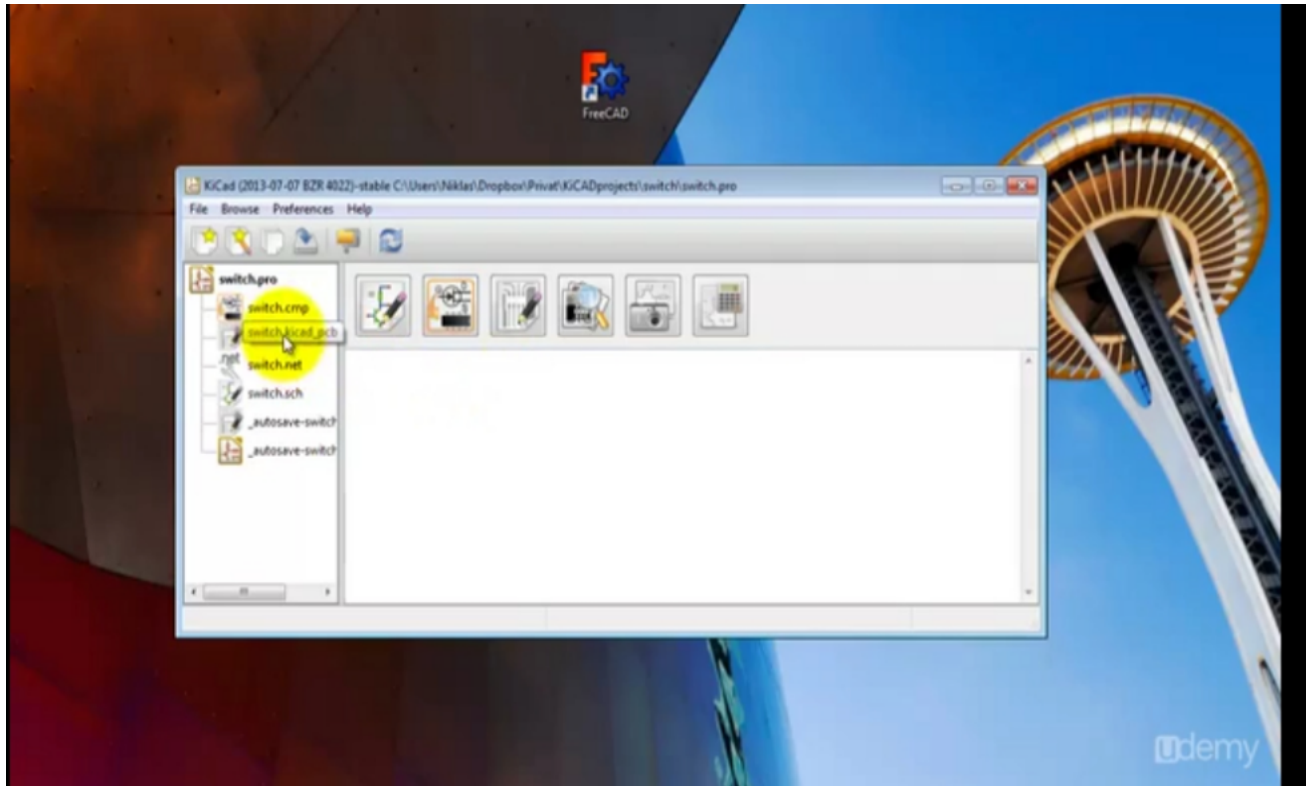 FreeCAD
KiCad (2013-07-07 BZR 4022)-stable C:\Users\Niklas\Dropbox\Privat\KiCADprojects\switch\switch.pro
File Browse Preferences Help
switch.pro
switch.cmp
switch.kicad_pcb
.net
switch.net
switch.sch
_autosave-switch
_autosave-switch
udemy